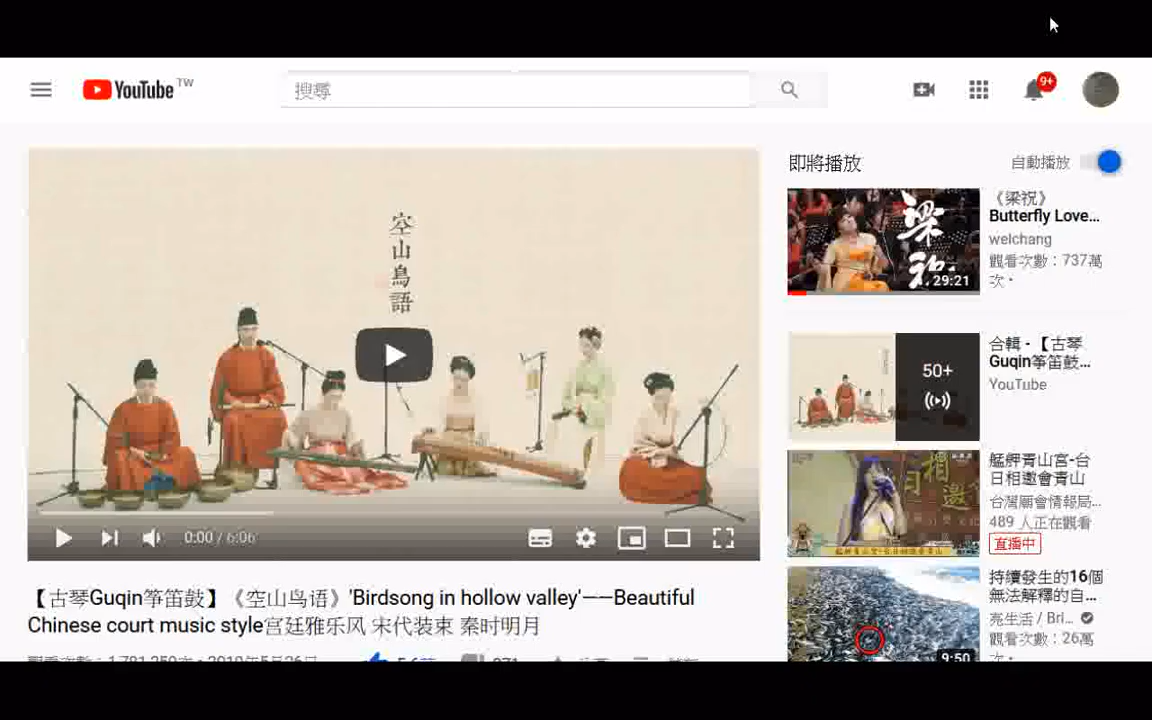 YouTube TW
搜尋
9+
空山鳥語
0:00 / 6:06
【古琴Guqin筝笛鼓】《空山鸟语》'Birdsong in hollow valley'——Beautiful
Chinese court music style宫廷雅乐风 宋代装束 秦时明月
即將播放
自動播放
梁祝
29:21
《梁祝》
Butterfly Love...
welchang
觀看次數：737萬
次・
50+
合輯 - 【古琴
Guqin筝笛鼓...
YouTube
艋舺青山宮-台
日相邀會青山
台灣廟會情報局...
489 人正在觀看
直播中
9:50
持續發生的16個
無法解釋的自...
亮生活 / Bri...
觀看次數：26萬